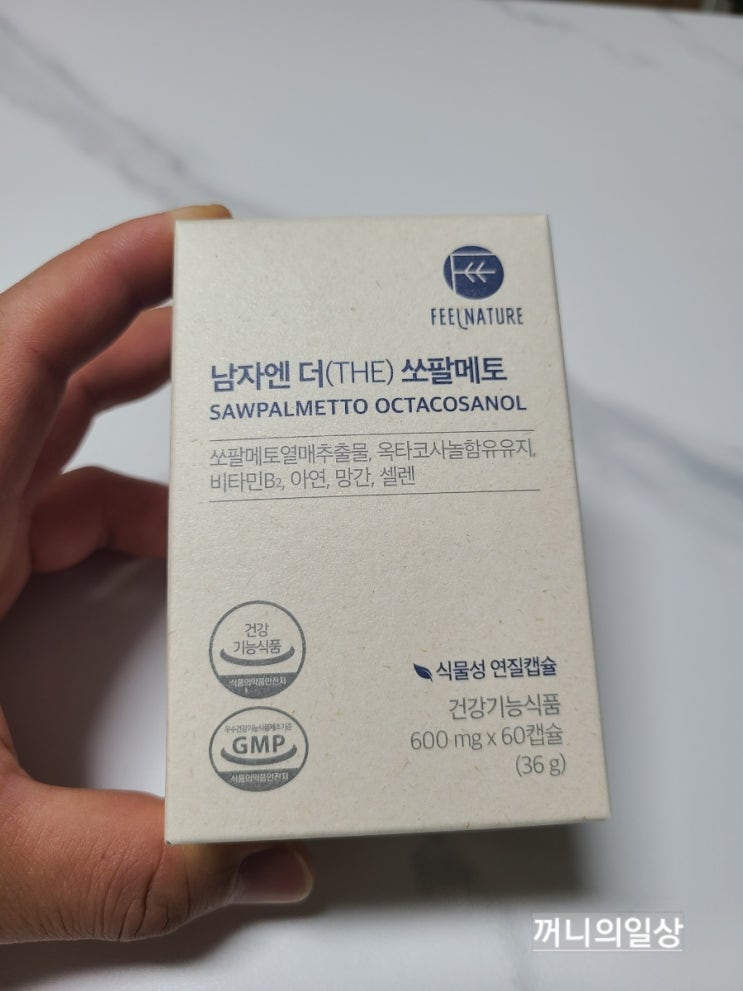 FEELNATURE
남자엔 더(THE) 쏘팔메토
SAWPALMETTO OCTACOSANOL
쏘팔메토열매추출물, 옥타코사놀함유유지,
비타민B₂, 아연, 망간, 셀렌
건강
기능식품
식품의약품안전처
우수건강기능식품제조기준
GMP
식품의약품안전처
식물성 연질캡슐
건강기능식품
600 mg x 60캡슐
(36 g)
꺼니의일상